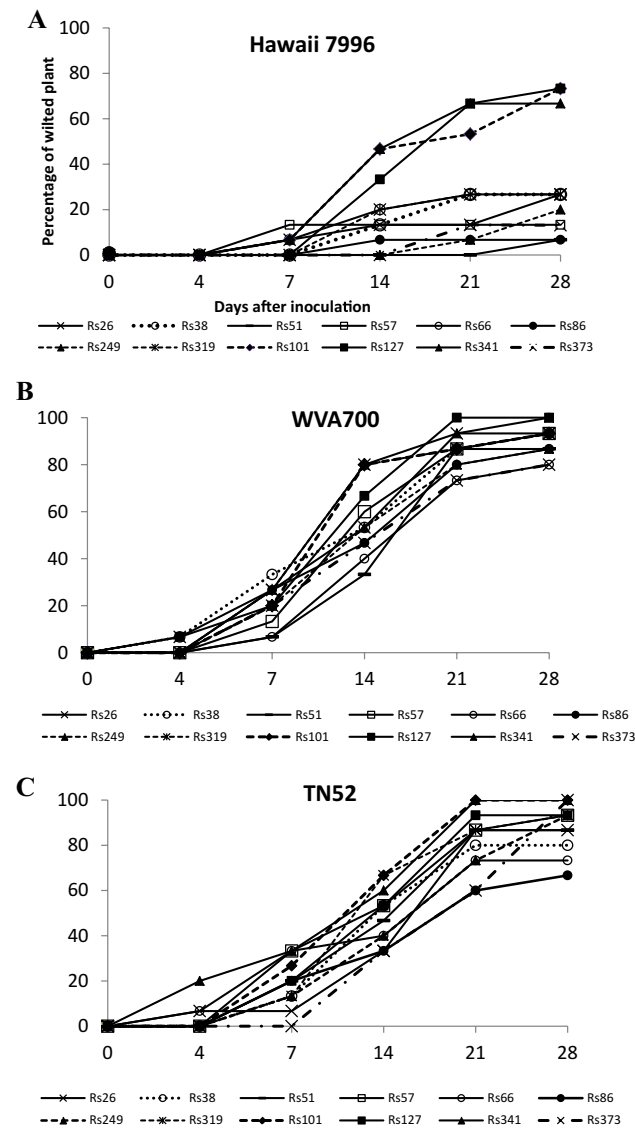 A
Hawaii 7996
Percentage of wilted plant
100
80
60
40
20
0
0 4 7 14 21 28
Days after inoculation
Rs26 Rs38 Rs51 Rs57 Rs66 Rs86
Rs249 Rs319 Rs101 Rs127 Rs341 Rs373
B
WVA700
100
80
60
40
20
0
0 4 7 14 21 28
Rs26 Rs38 Rs51 Rs57 Rs66 Rs86
Rs249 Rs319 Rs101 Rs127 Rs341 Rs373
C
TN52
100
80
60
40
20
0
0 4 7 14 21 28
Rs26 Rs38 Rs51 Rs57 Rs66 Rs86
Rs249 Rs319 Rs101 Rs127 Rs341 Rs373